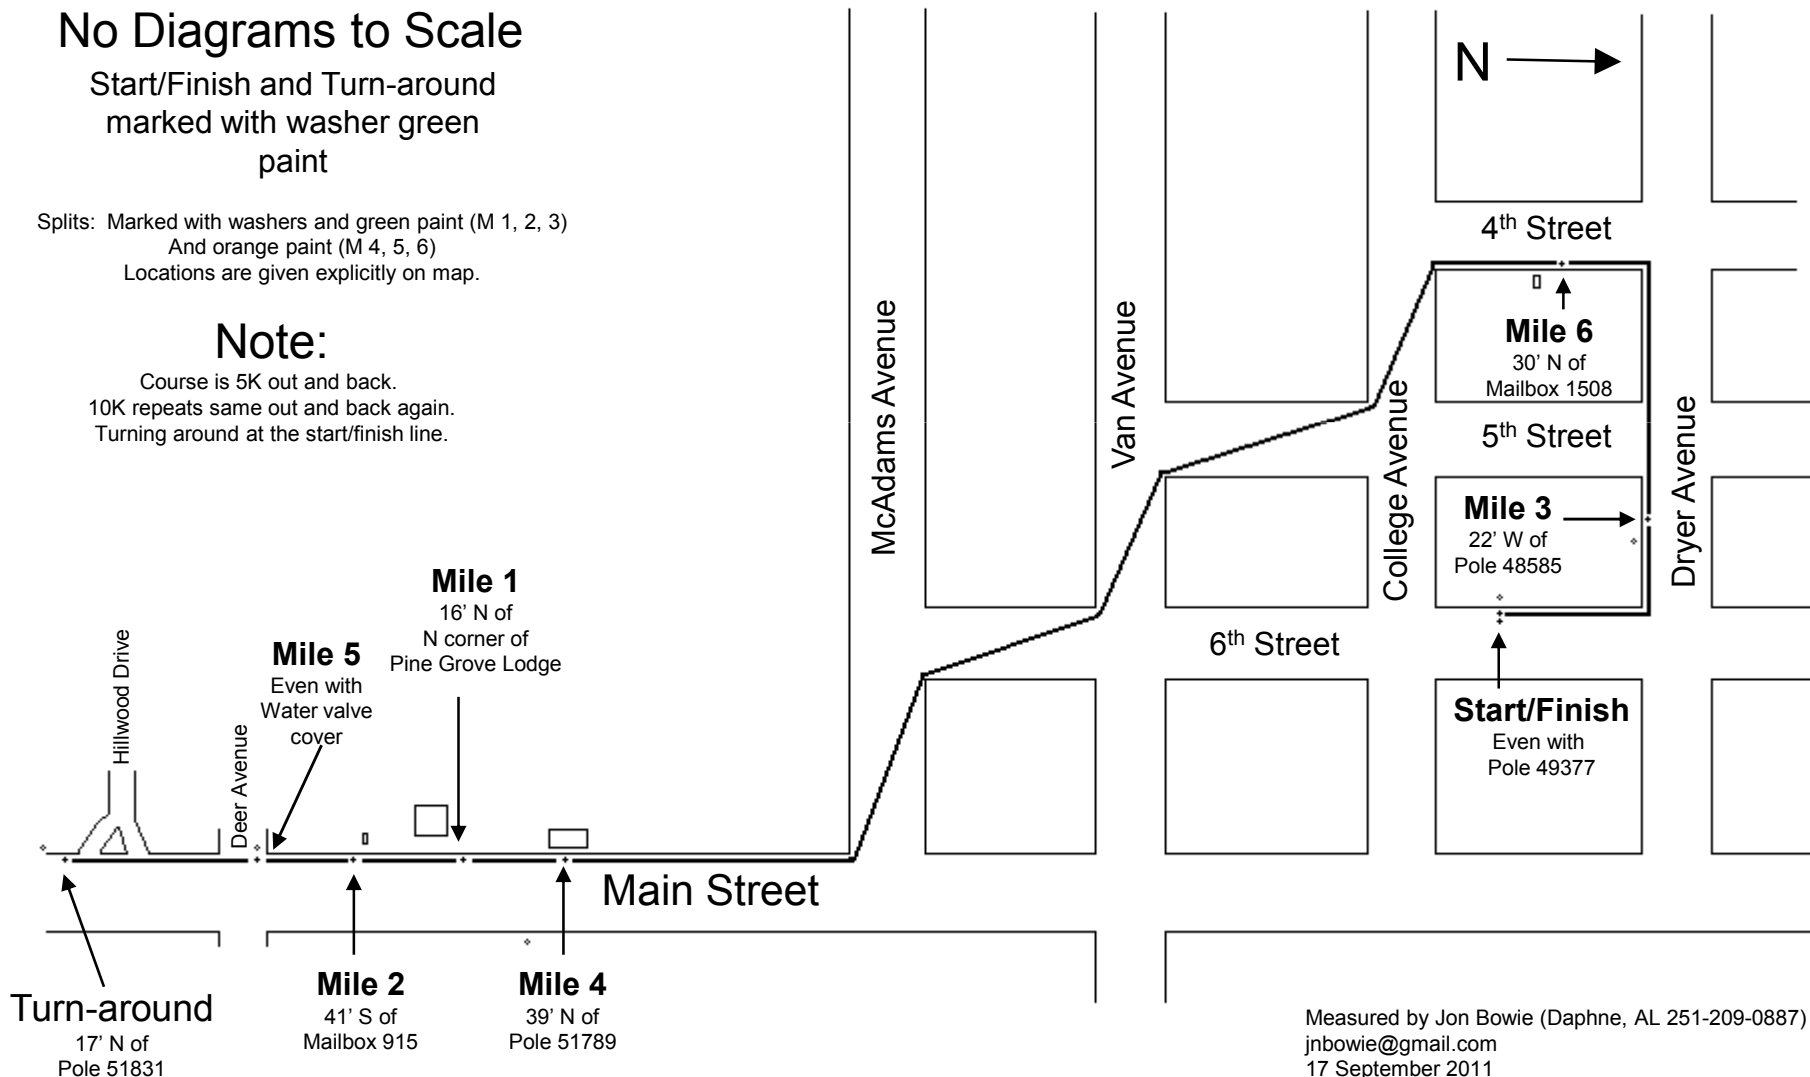 No Diagrams to Scale
Start/Finish and Turn-around
marked with washer green
paint
Splits: Marked with washers and green paint (M 1, 2, 3)
And orange paint (M 4, 5, 6)
Locations are given explicitly on map.
Note:
Course is 5K out and back.
10K repeats same out and back again.
Turning around at the start/finish line.
N
4th Street
Mile 6
30’ N of
Mailbox 1508
McAdams Avenue
Van Avenue
College Avenue
Dryer Avenue
5th Street
Mile 3
22’ W of
Pole 48585
6th Street
Start/Finish
Even with
Pole 49377
Mile 1
16’ N of
N corner of
Pine Grove Lodge
Mile 5
Even with
Water valve
cover
Hillwood Drive
Deer Avenue
Main Street
Turn-around
17’ N of
Pole 51831
Mile 2
41’ S of
Mailbox 915
Mile 4
39’ N of
Pole 51789
Measured by Jon Bowie (Daphne, AL 251-209-0887)
jnbowie@gmail.com
17 September 2011